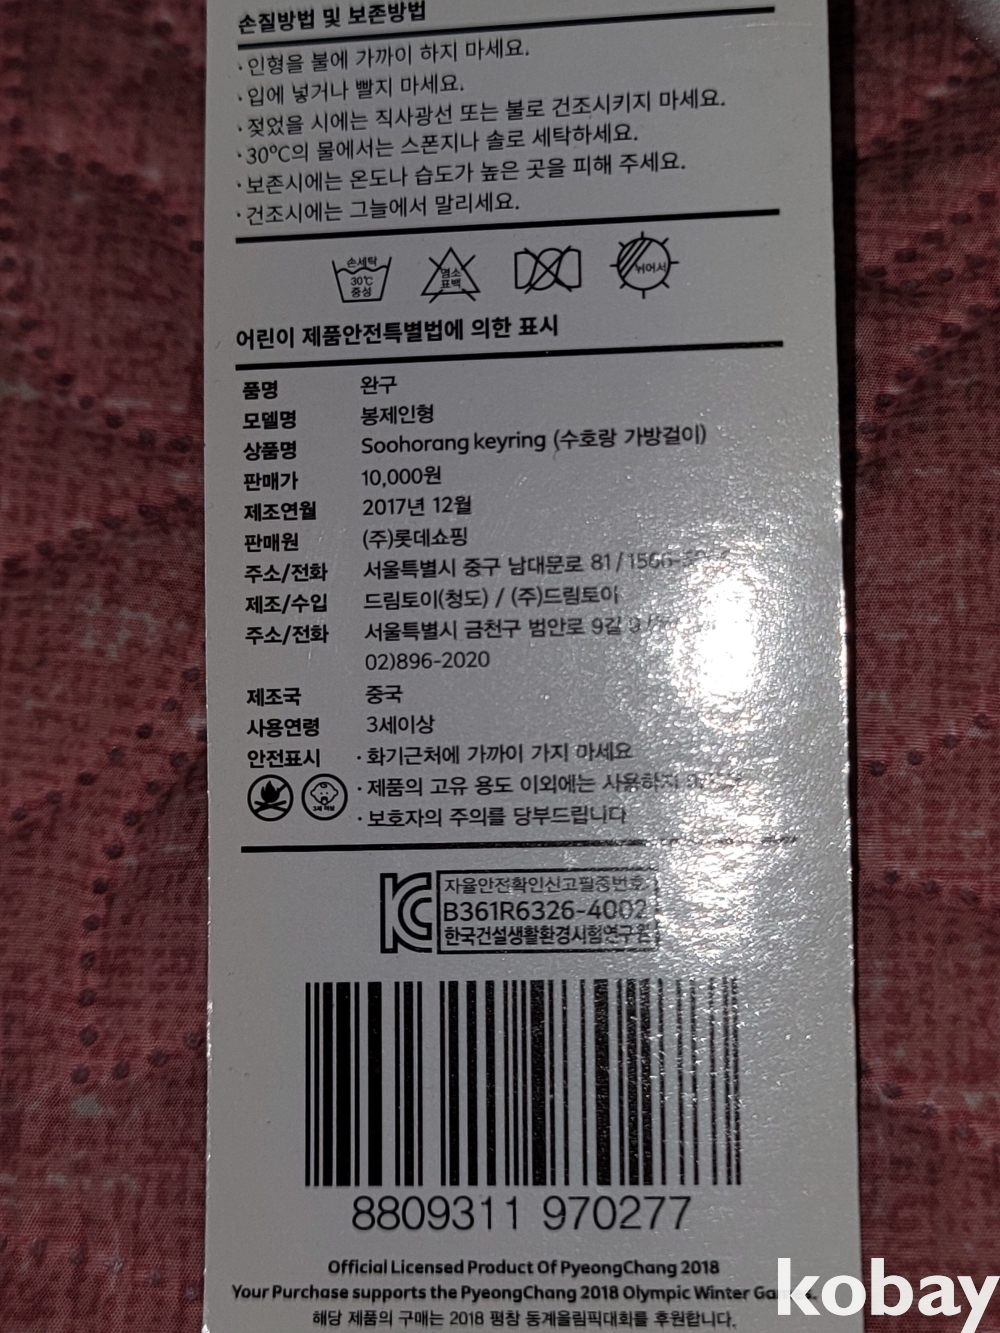 손질방법 및 보존방법
· 인형을 불에 가까이 하지 마세요.
· 입에 넣거나 빨지 마세요.
· 젖었을 시에는 직사광선 또는 불로 건조시키지 마세요.
· 30℃의 물에서는 스폰지나 솔로 세탁하세요.
· 보존시에는 온도나 습도가 높은 곳을 피해 주세요.
· 건조시에는 그늘에서 말리세요.
손세탁
30℃
중성
염소
표백
뉘어서
어린이 제품안전특별법에 의한 표시
품명 완구
모델명 봉제인형
상품명 Soohorang keyring (수호랑 가방걸이)
판매가 10,000원
제조연월 2017년 12월
판매원 (주)롯데쇼핑
주소/전화 서울특별시 중구 남대문로 81 /
제조/수입 드림토이(청도) / (주)드림토이
주소/전화 서울특별시 금천구 범안로 9길
02)896-2020
제조국 중국
사용연령 3세이상
안전표시 · 화기근처에 가까이 가지 마세요
· 제품의 고유 용도 이외에는 사용하지
· 보호자의 주의를 당부드립니다
자율안전확인신고필증번호
B361R6326-4002
한국건설생활환경시험연구원
8809311 970277
Official Licensed Product Of PyeongChang 2018
Your Purchase supports the PyeongChang 2018 Olympic Winter
해당 제품의 구매는 2018 평창 동계올림픽대회를 후원합니다.
kobay